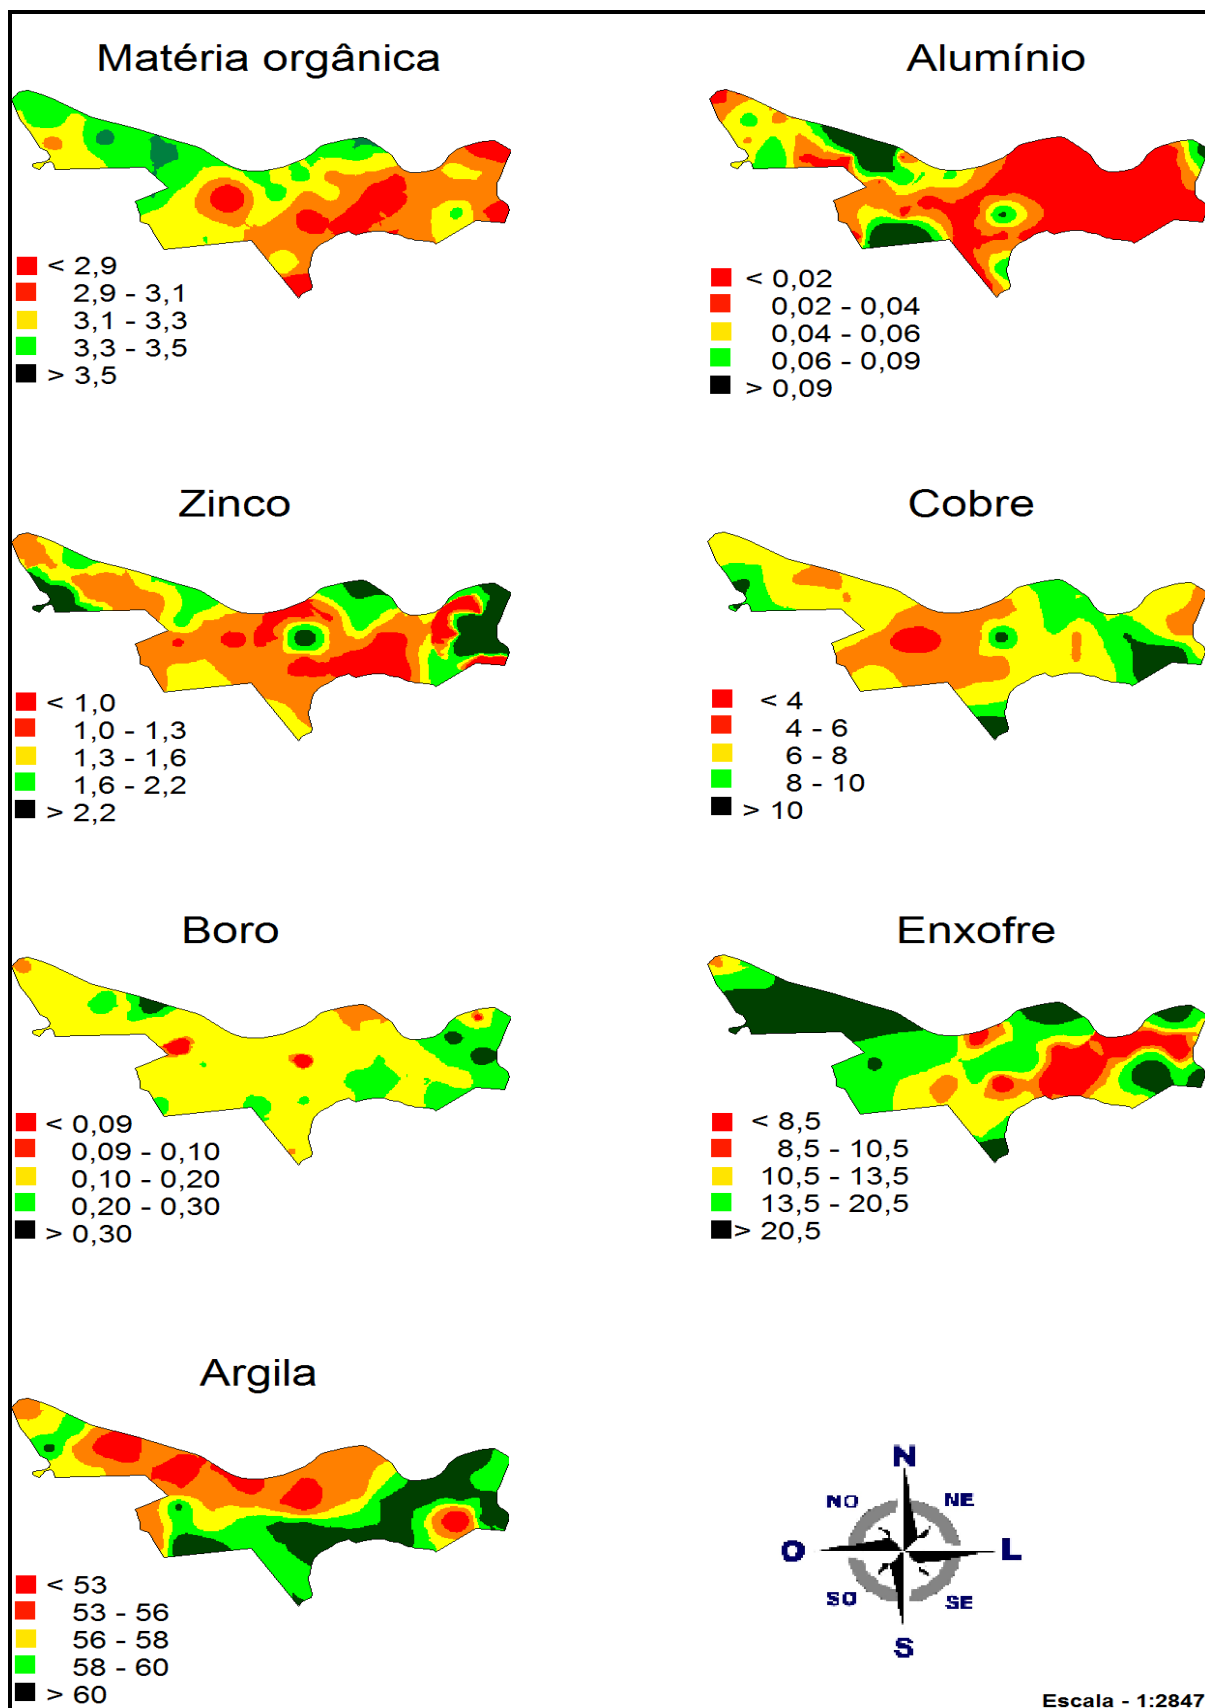 Matéria orgânica
< 2,9
2,9 - 3,1
3,1 - 3,3
3,3 - 3,5
> 3,5
Alumínio
< 0,02
0,02 - 0,04
0,04 - 0,06
0,06 - 0,09
> 0,09
Zinco
< 1,0
1,0 - 1,3
1,3 - 1,6
1,6 - 2,2
> 2,2
Cobre
< 4
4 - 6
6 - 8
8 - 10
> 10
Boro
< 0,09
0,09 - 0,10
0,10 - 0,20
0,20 - 0,30
> 0,30
Enxofre
< 8,5
8,5 - 10,5
10,5 - 13,5
13,5 - 20,5
> 20,5
Argila
< 53
53 - 56
56 - 58
58 - 60
> 60
N
NO NE
O L
SO SE
S
Escala - 1:2847